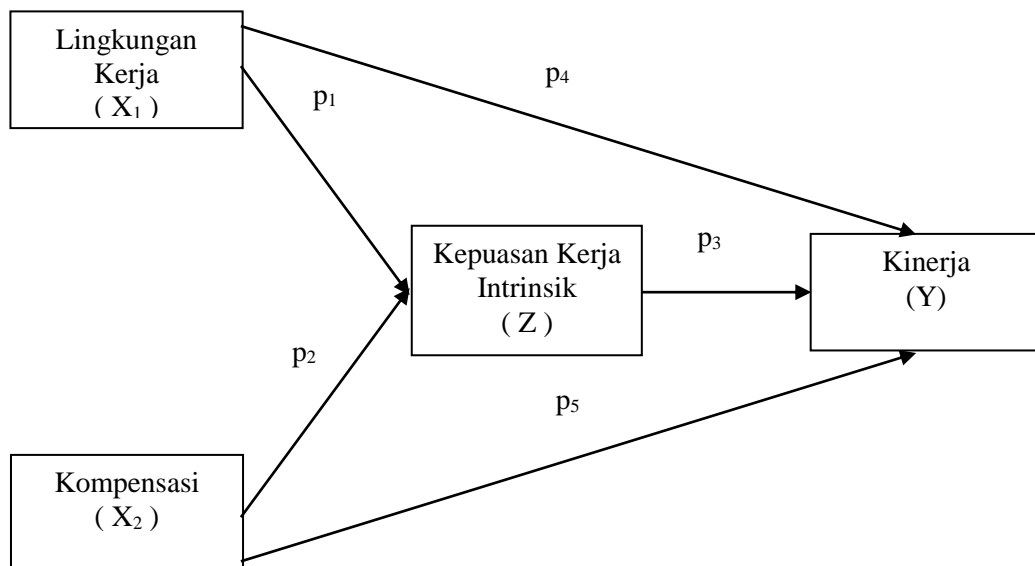 Lingkungan
Kerja
( X₁ )
p₄
p₁
Kepuasan Kerja
Intrinsik
( Z )
p₃
Kinerja
(Y)
p₂
p₅
Kompensasi
( X₂ )